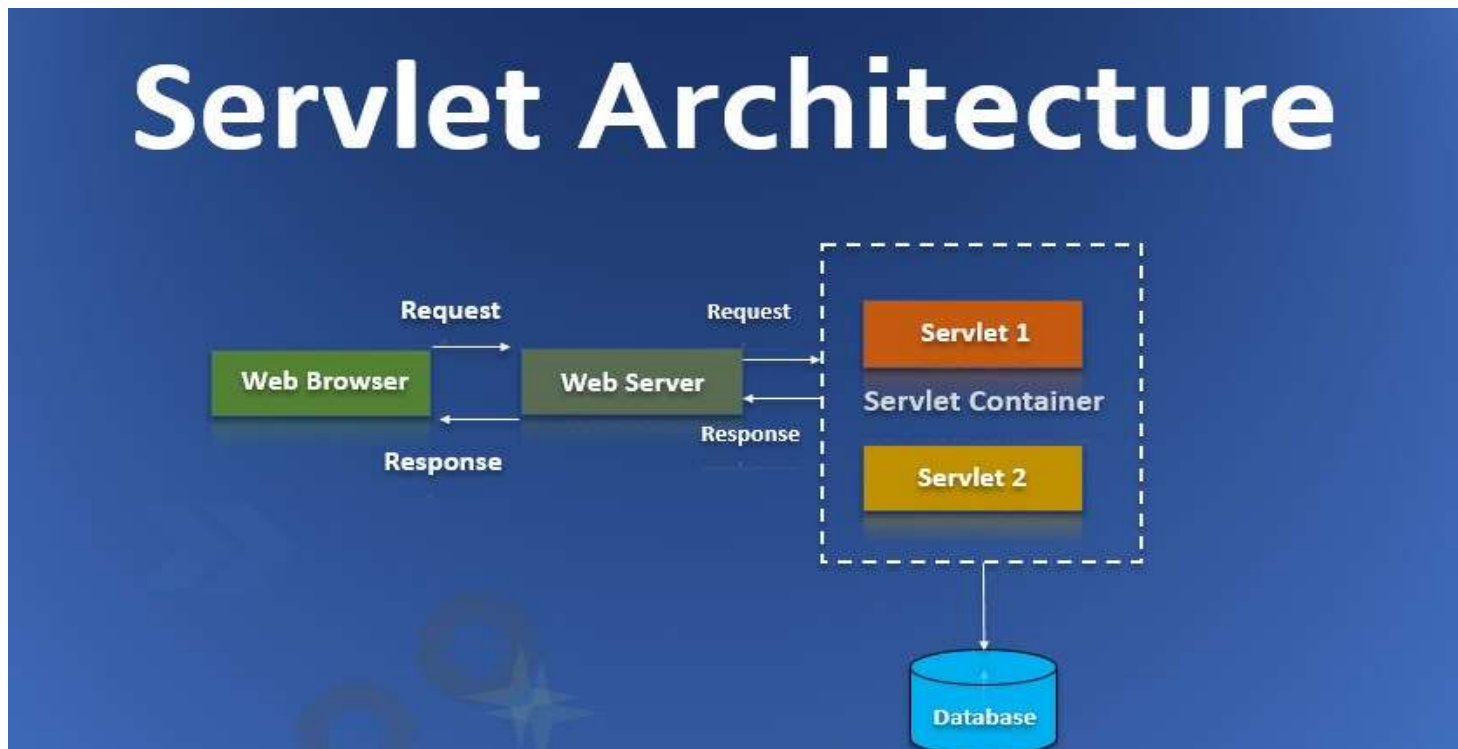 Servlet Architecture
Request
Request
Servlet 1
Web Browser
Web Server
Servlet Container
Response
Response
Servlet 2
Database